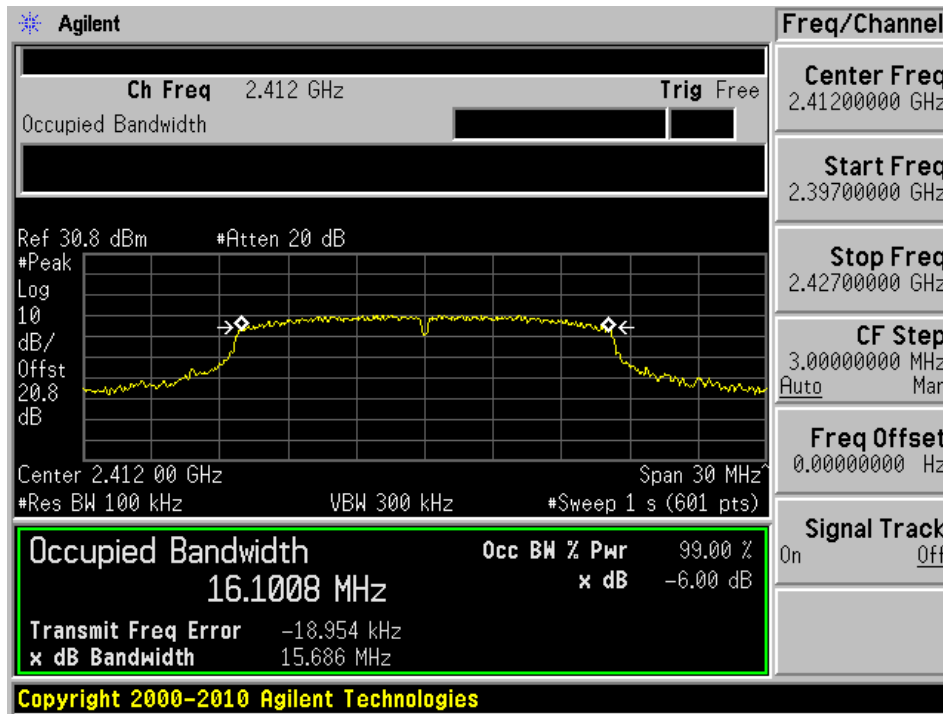 Agilent
Freq/Channel
Ch Freq 2.412 GHz Trig Free
Occupied Bandwidth
Center Freq
2.41200000 GHz
Start Freq
2.39700000 GHz
Stop Freq
2.42700000 GHz
CF Step
3.00000000 MHz
Auto Man
Freq Offset
0.00000000 Hz
Signal Track
On Off
Ref 30.8 dBm #Atten 20 dB
#Peak
Log
10
dB/
Offst
20.8
dB
Center 2.412 00 GHz Span 30 MHz^
#Res BW 100 kHz VBW 300 kHz #Sweep 1 s (601 pts)
Occupied Bandwidth Occ BW % Pwr 99.00 %
16.1008 MHz x dB -6.00 dB
Transmit Freq Error -18.954 kHz
x dB Bandwidth 15.686 MHz
Copyright 2000-2010 Agilent Technologies